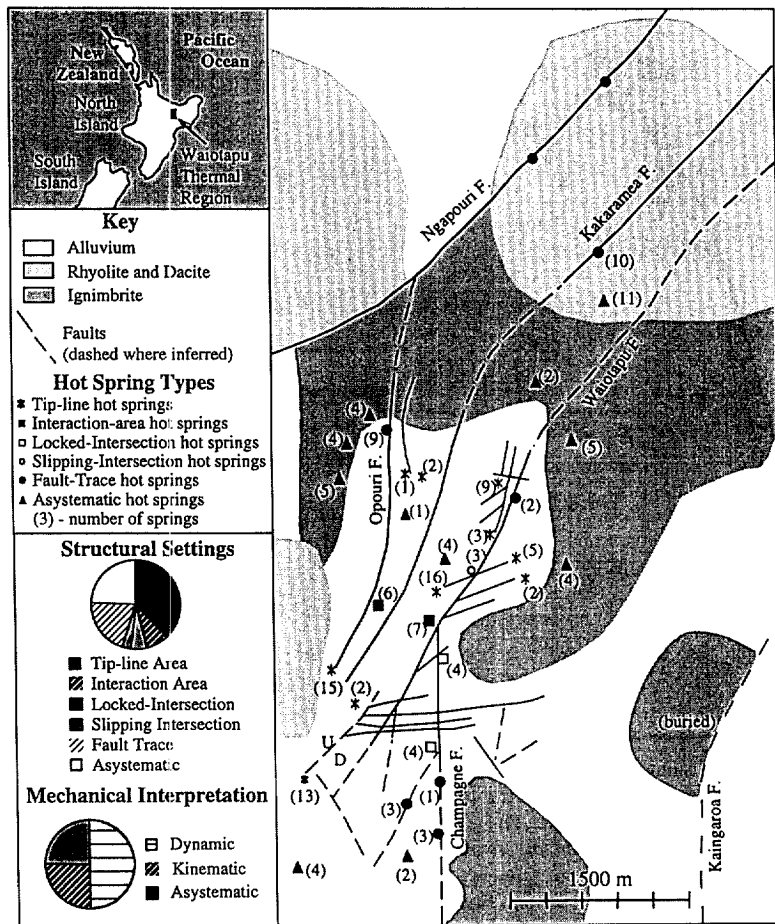 New
Zealand
North
Island
South
Island
Pacific
Ocean
Waiotapu
Thermal
Region
Key
Alluvium
Rhyolite and Dacite
Ignimbrite
Faults
(dashed where inferred)
Hot Spring Types
Tip-line hot springs
Interaction-area hot springs
Locked-Intersection hot springs
Slipping-Intersection hot springs
Fault-Trace hot springs
Asystematic hot springs
(3) - number of springs
Structural Settings
Tip-line Area
Interaction Area
Locked-Intersection
Slipping Intersection
Fault Trace
Asystematic
Mechanical Interpretation
Dynamic
Kinematic
Asystematic
Ngapouri F.
Kakaramea F.
(10)
(11)
Waiotapu F.
(2)
(4)
(9)
(4)
(5)
(5)
Opouri F.
(1)
(2)
(9)
(2)
(1)
(3)
(4)
(3)
(5)
(4)
(16)
(2)
(6)
(7)
(4)
(15)
(2)
(buried)
U
D
(4)
(13)
(3)
(1)
(3)
Champagne F.
Kaingaroa F.
(4)
(2)
1500 m